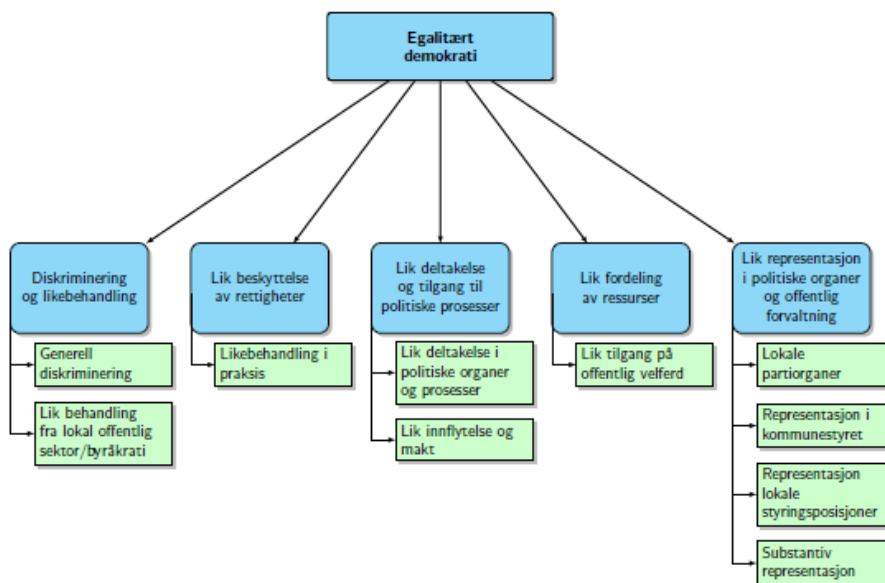 Egalitært
demokrati
Diskriminering
og likebehandling
Generell
diskriminering
Lik behandling
fra lokal offentlig
sektor/byråkrati
Lik beskyttelse
av rettigheter
Likebehandling i
praksis
Lik deltakelse
og tilgang til
politiske prosesser
Lik deltakelse i
politiske organer
og prosesser
Lik innflytelse og
makt
Lik fordeling
av ressurser
Lik tilgang på
offentlig velferd
Lik representasjon
i politiske organer
og offentlig
forvaltning
Lokale
partiorganer
Representasjon i
kommunestyret
Representasjon
lokale
styringsposisjoner
Substantiv
representasjon